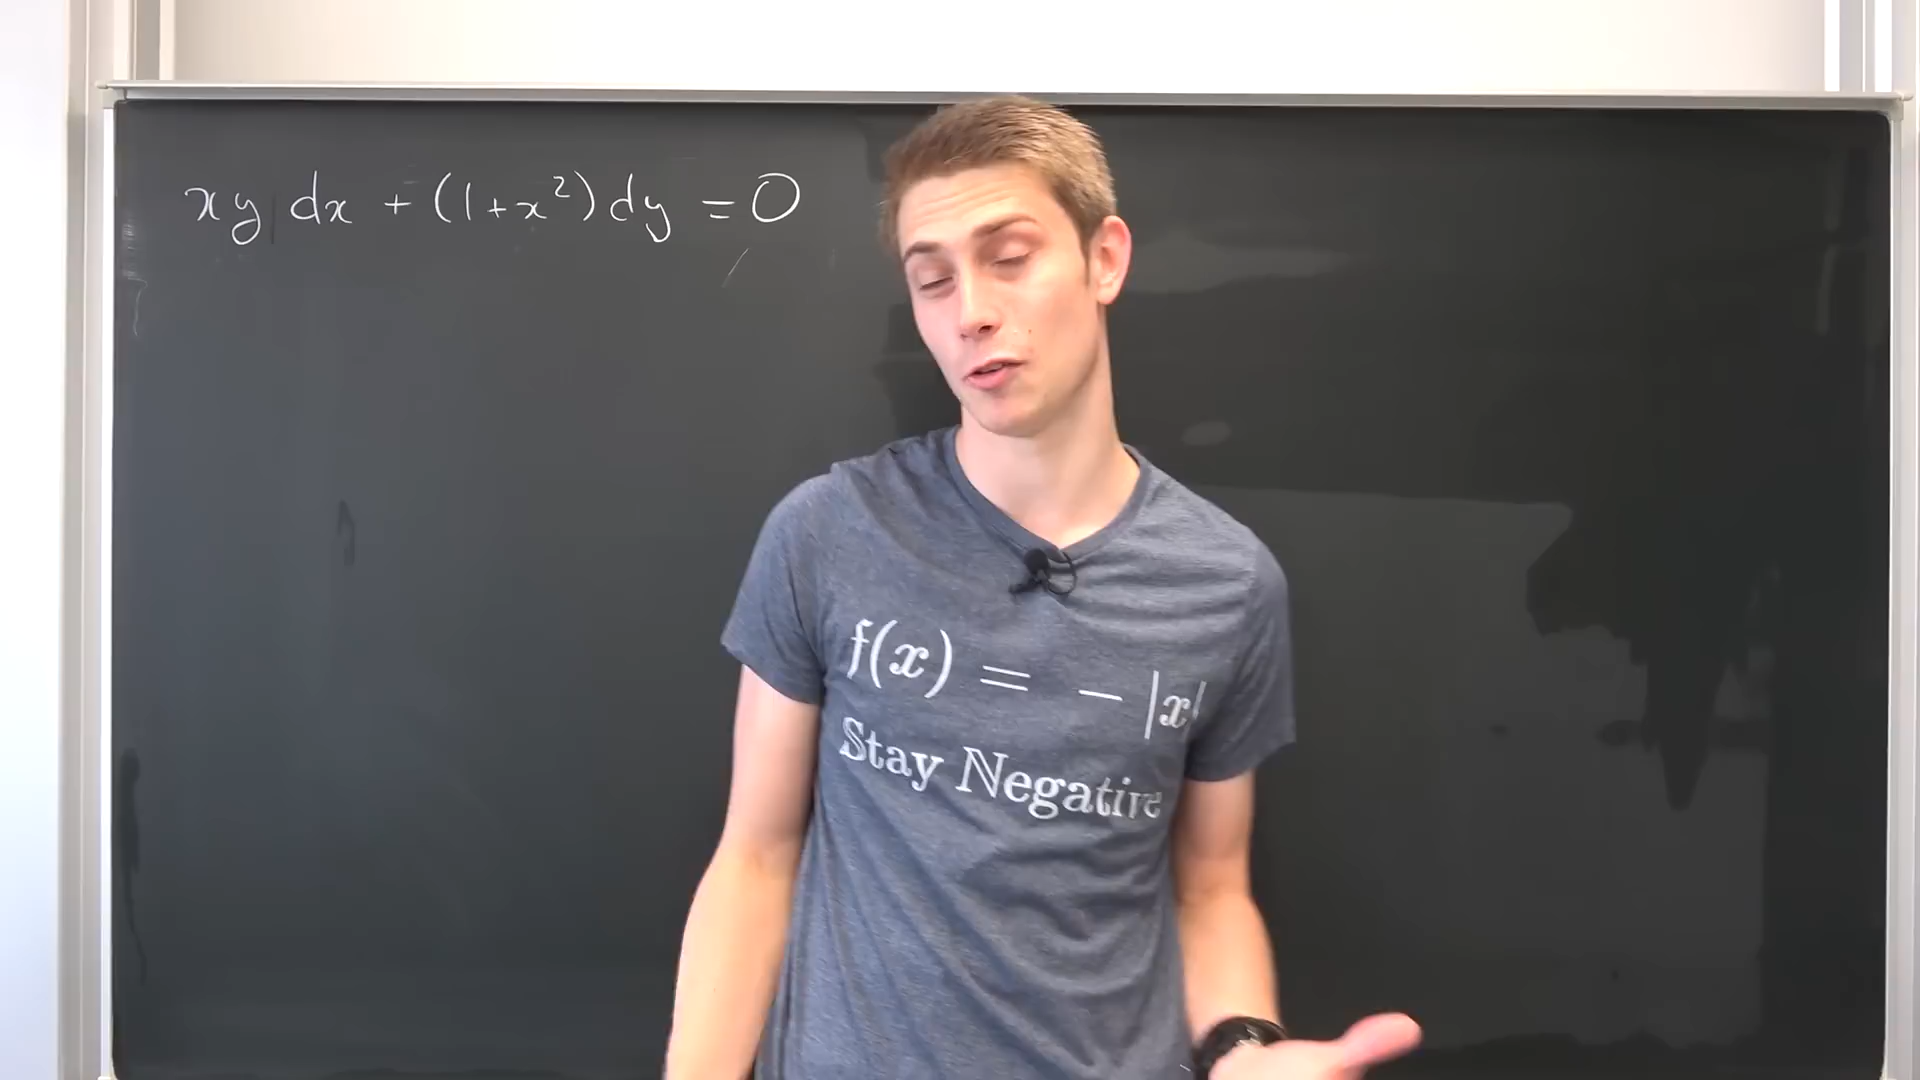 xy dx + (1+x²)dy = 0
f(x) = - |x|
Stay Negative